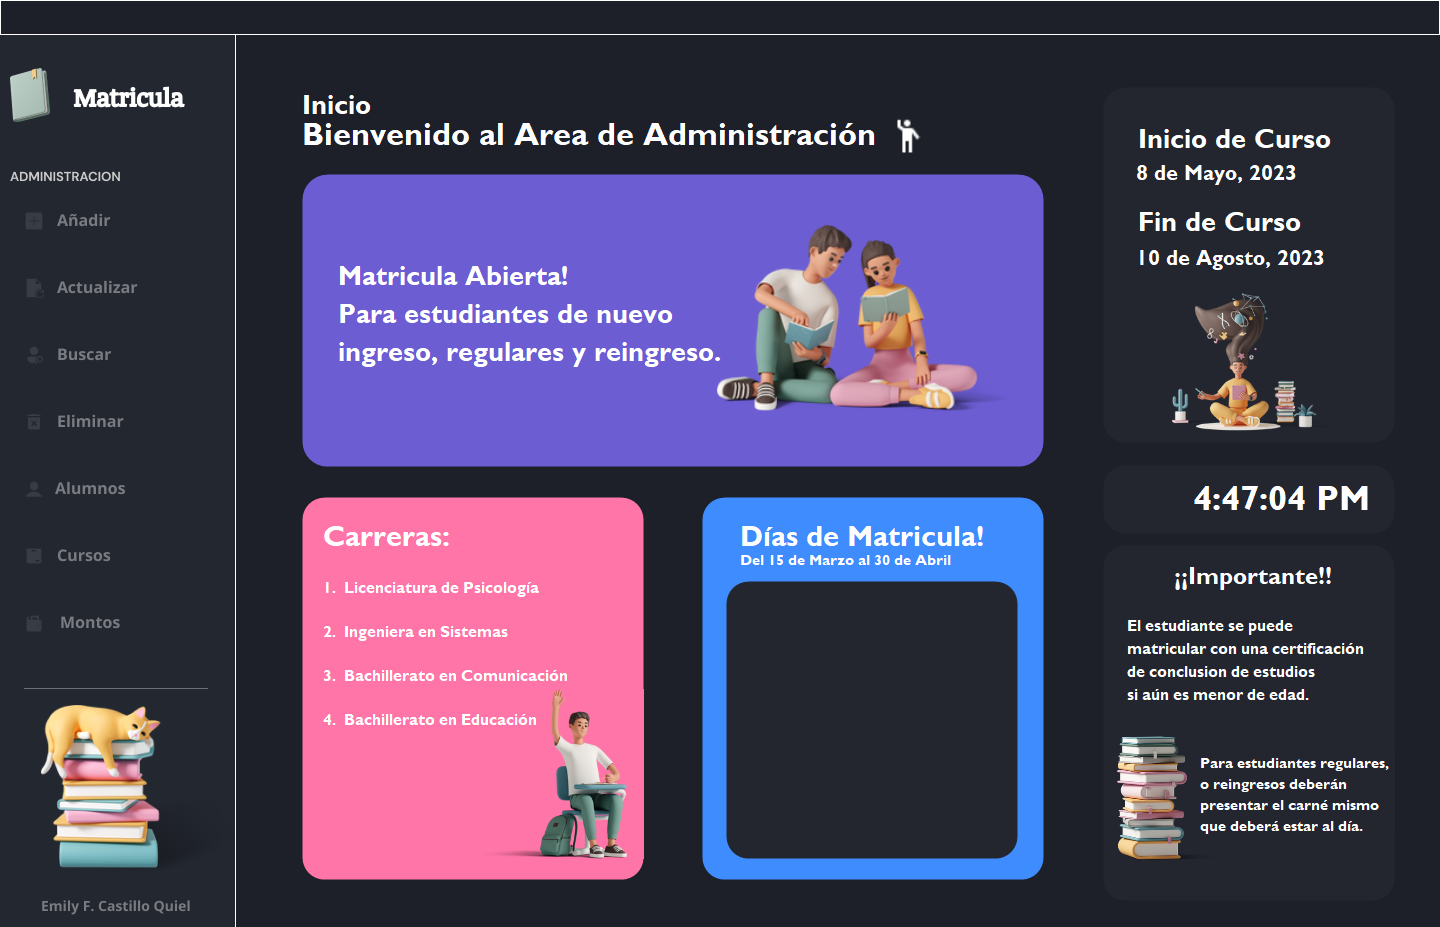 Matricula
ADMINISTRACION
Añadir
Actualizar
Buscar
Eliminar
Alumnos
Cursos
Montos
Emily F. Castillo Quiel
Inicio
Bienvenido al Area de Administración
Matricula Abierta!
Para estudiantes de nuevo
ingreso, regulares y reingreso.
Carreras:
1. Licenciatura de Psicología
2. Ingeniera en Sistemas
3. Bachillerato en Comunicación
4. Bachillerato en Educación
Días de Matricula!
Del 15 de Marzo al 30 de Abril
Inicio de Curso
8 de Mayo, 2023
Fin de Curso
10 de Agosto, 2023
4:47:04 PM
¡¡Importante!!
El estudiante se puede
matricular con una certificación
de conclusion de estudios
si aún es menor de edad.
Para estudiantes regulares,
o reingresos deberán
presentar el carné mismo
que deberá estar al día.